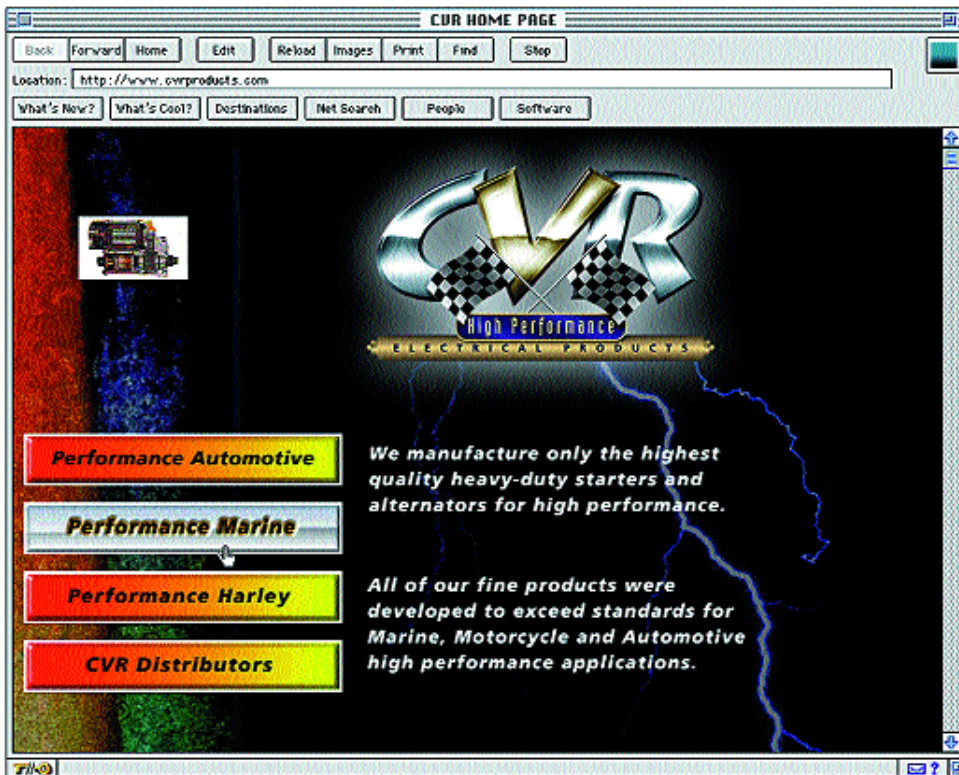 CVR HOME PAGE
Back Forward Home Edit Reload Images Print Find Stop
Location: http://www.cvrproducts.com
What's New? What's Cool? Destinations Net Search People Software
CVR
High Performance
ELECTRICAL PRODUCTS
Performance Automotive
Performance Marine
Performance Harley
CVR Distributors
We manufacture only the highest
quality heavy-duty starters and
alternators for high performance.
All of our fine products were
developed to exceed standards for
Marine, Motorcycle and Automotive
high performance applications.
?